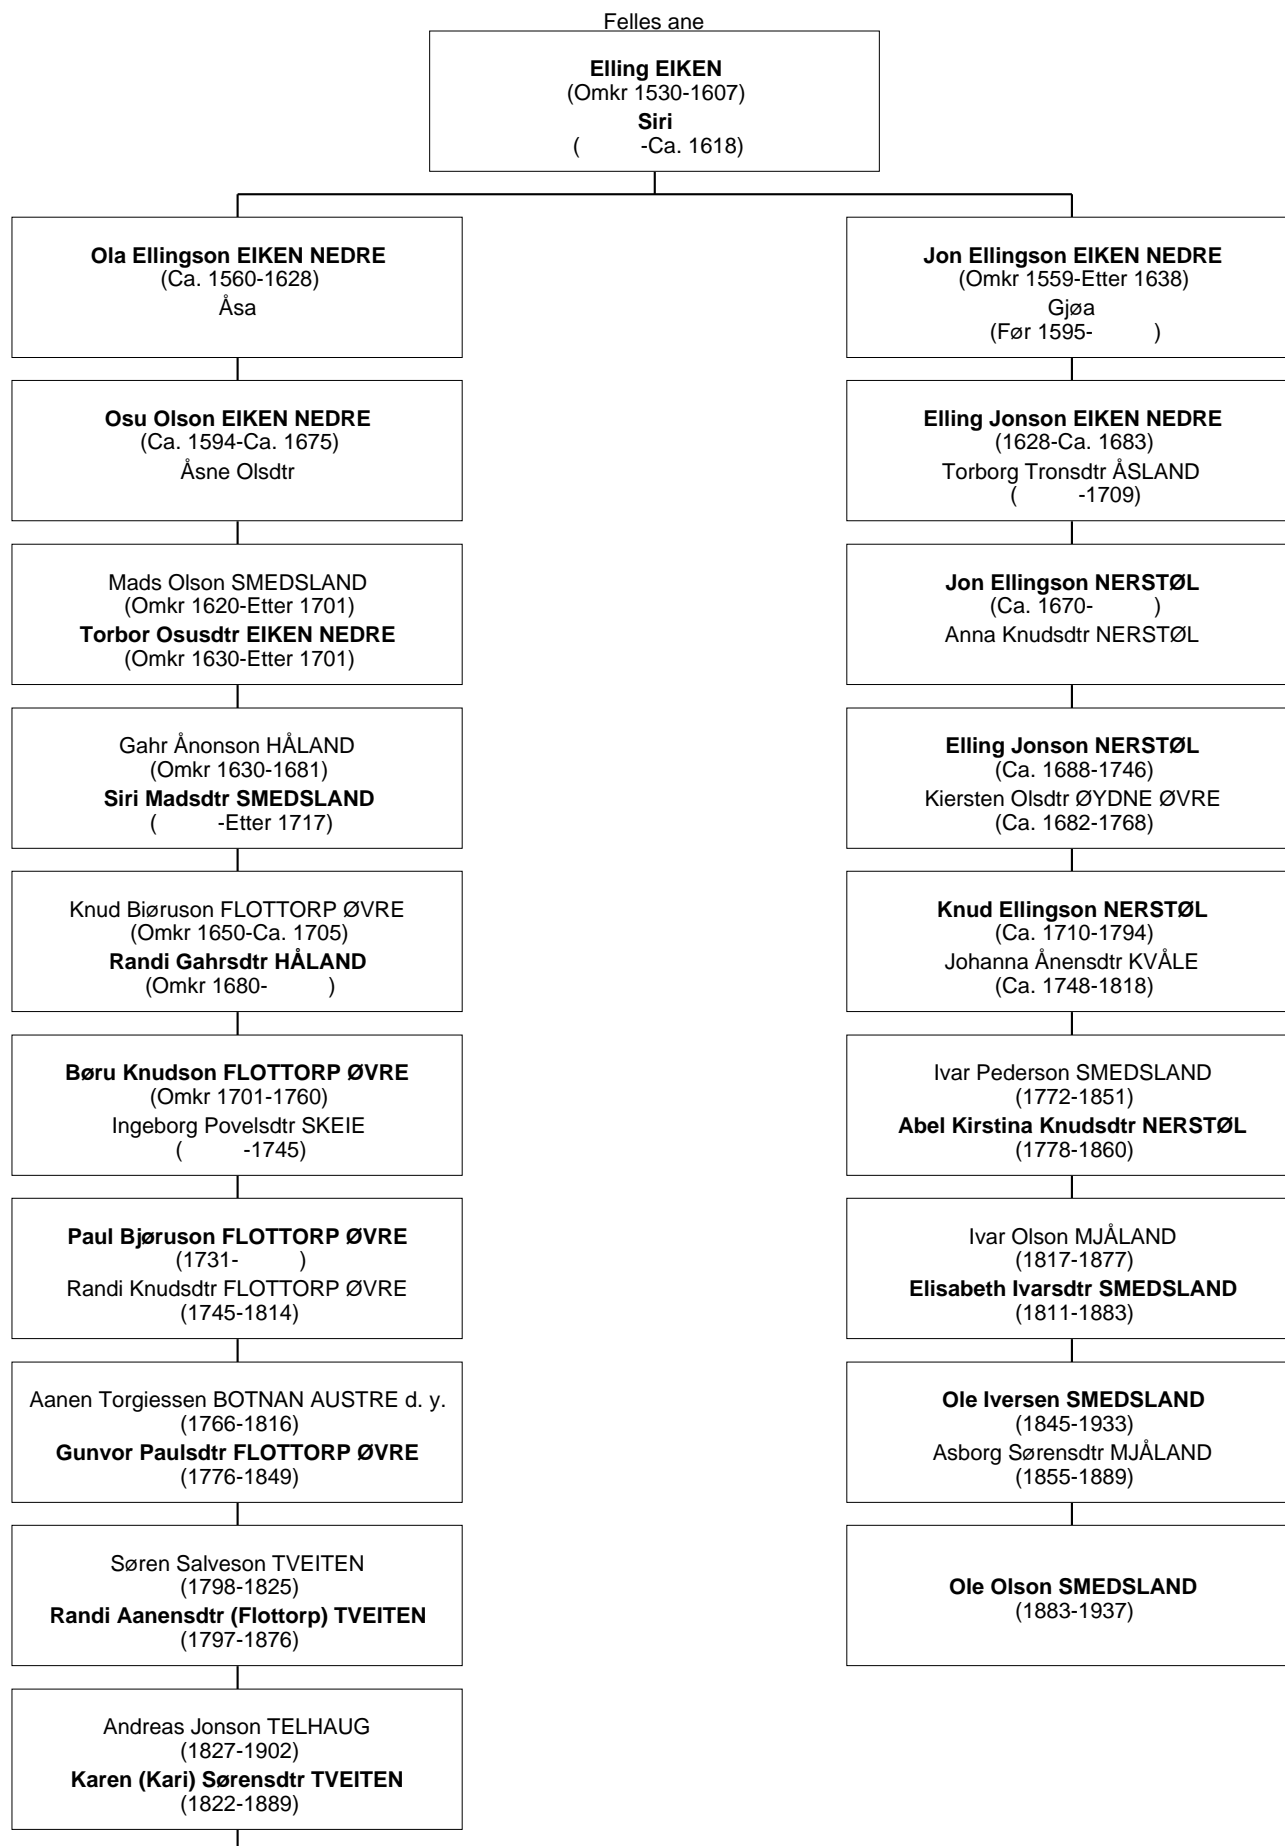 Felles ane
Elling EIKEN
(Omkr 1530-1607)
Siri
( -Ca. 1618)
Ola Ellingson EIKEN NEDRE
(Ca. 1560-1628)
Åsa
Jon Ellingson EIKEN NEDRE
(Omkr 1559-Etter 1638)
Gjøa
(Før 1595- )
Osu Olson EIKEN NEDRE
(Ca. 1594-Ca. 1675)
Åsne Olsdtr
Elling Jonson EIKEN NEDRE
(1628-Ca. 1683)
Torborg Tronsdtr ÅSLAND
( -1709)
Mads Olson SMEDSLAND
(Omkr 1620-Etter 1701)
Torbor Osusdtr EIKEN NEDRE
(Omkr 1630-Etter 1701)
Jon Ellingson NERSTØL
(Ca. 1670- )
Anna Knudsdtr NERSTØL
Gahr Ånonson HÅLAND
(Omkr 1630-1681)
Siri Madsdtr SMEDSLAND
( -Etter 1717)
Elling Jonson NERSTØL
(Ca. 1688-1746)
Kiersten Olsdtr ØYDNE ØVRE
(Ca. 1682-1768)
Knud Biøruson FLOTTORP ØVRE
(Omkr 1650-Ca. 1705)
Randi Gahrsdtr HÅLAND
(Omkr 1680- )
Knud Ellingson NERSTØL
(Ca. 1710-1794)
Johanna Ånensdtr KVÅLE
(Ca. 1748-1818)
Børu Knudson FLOTTORP ØVRE
(Omkr 1701-1760)
Ingeborg Povelsdtr SKEIE
( -1745)
Ivar Pederson SMEDSLAND
(1772-1851)
Abel Kirstina Knudsdtr NERSTØL
(1778-1860)
Paul Bjøruson FLOTTORP ØVRE
(1731- )
Randi Knudsdtr FLOTTORP ØVRE
(1745-1814)
Ivar Olson MJÅLAND
(1817-1877)
Elisabeth Ivarsdtr SMEDSLAND
(1811-1883)
Aanen Torgiessen BOTNAN AUSTRE d. y.
(1766-1816)
Gunvor Paulsdtr FLOTTORP ØVRE
(1776-1849)
Ole Iversen SMEDSLAND
(1845-1933)
Asborg Sørensdtr MJÅLAND
(1855-1889)
Søren Salveson TVEITEN
(1798-1825)
Randi Aanensdtr (Flottorp) TVEITEN
(1797-1876)
Ole Olson SMEDSLAND
(1883-1937)
Andreas Jonson TELHAUG
(1827-1902)
Karen (Kari) Sørensdtr TVEITEN
(1822-1889)